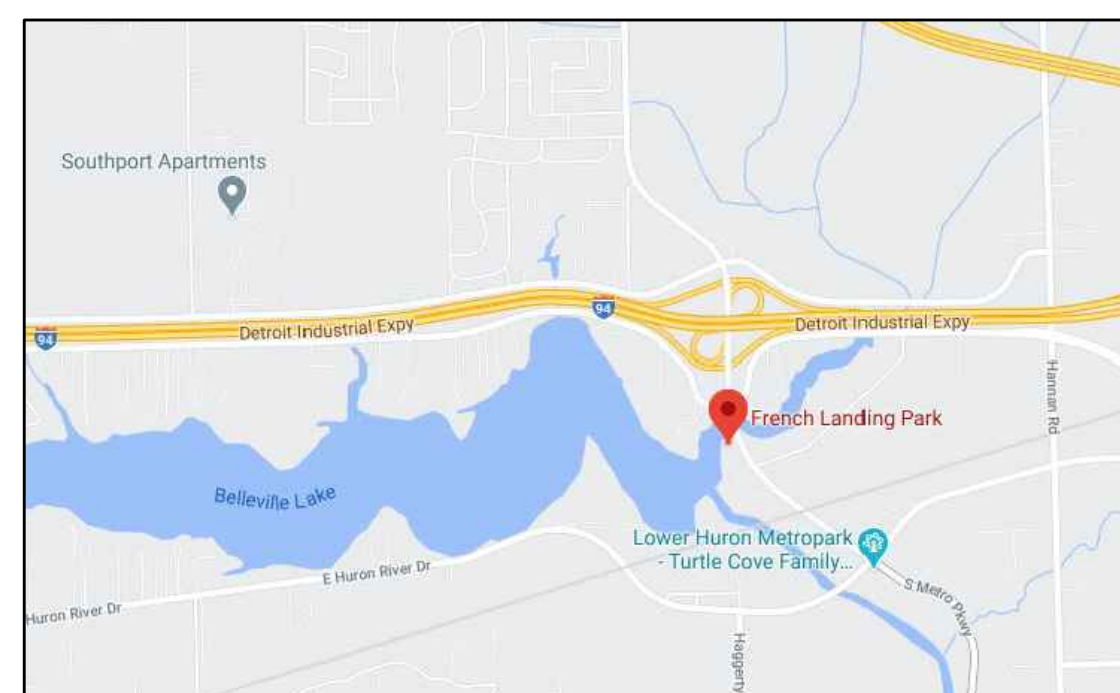 Southport Apartments
94
Detroit Industrial Expy
94
Detroit Industrial Expy
Hannan Rd
French Landing Park
Belleville Lake
Lower Huron Metropark
- Turtle Cove Family...
E Huron River Dr
Huron River Dr
S Metro Pkwy
Haggerty